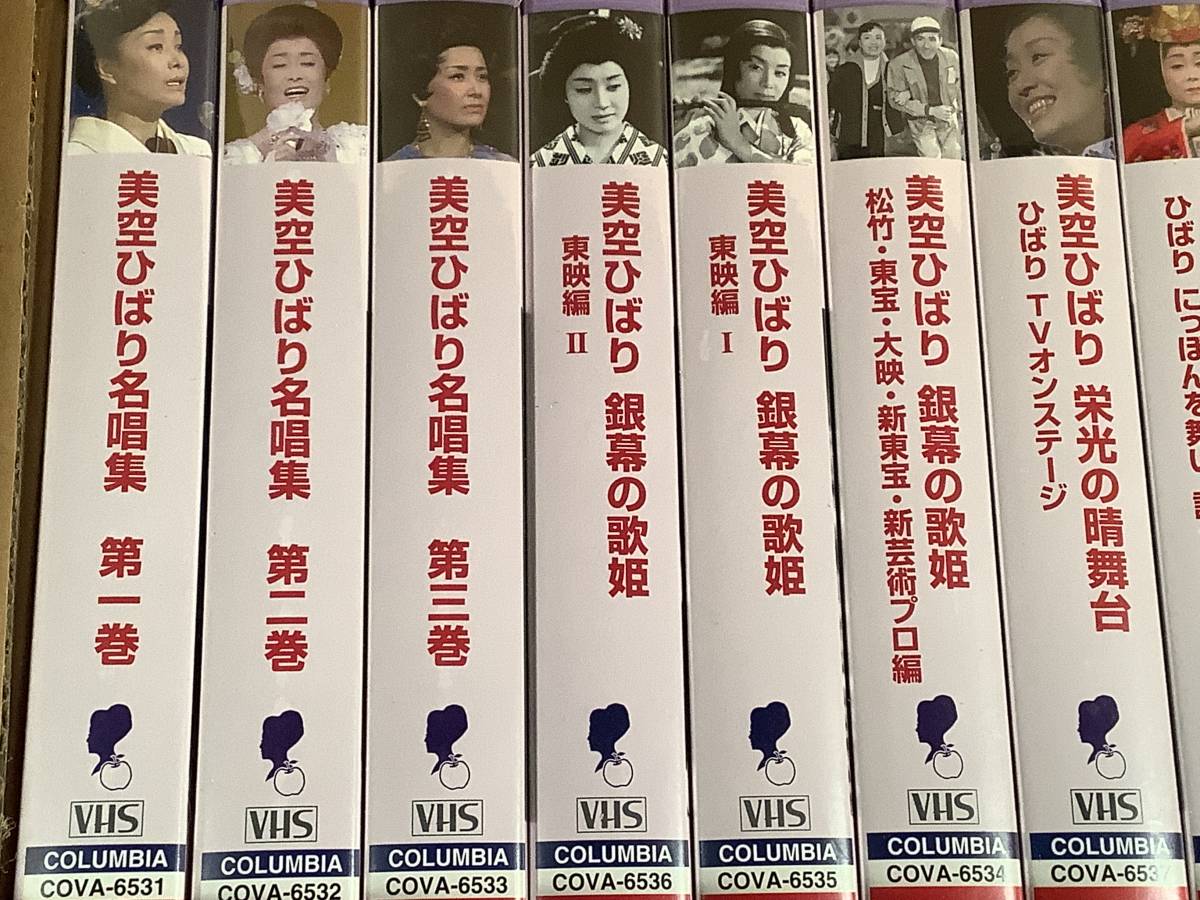 美空ひばり名唱集 第一巻
VHS
COLUMBIA
COVA-6531
美空ひばり名唱集 第二巻
VHS
COLUMBIA
COVA-6532
美空ひばり名唱集 第三巻
VHS
COLUMBIA
COVA-6533
美空ひばり 銀幕の歌姫
東映編 II
VHS
COLUMBIA
COVA-6536
美空ひばり 銀幕の歌姫
東映編 I
VHS
COLUMBIA
COVA-6535
美空ひばり 銀幕の歌姫
松竹・東宝・大映・新東宝・新芸術プロ編
VHS
COLUMBIA
COVA-6534
美空ひばり 栄光の晴舞台
ひばり TVオンステージ
VHS
COLUMBIA
COVA-6537
ひばり にっぽんを舞い